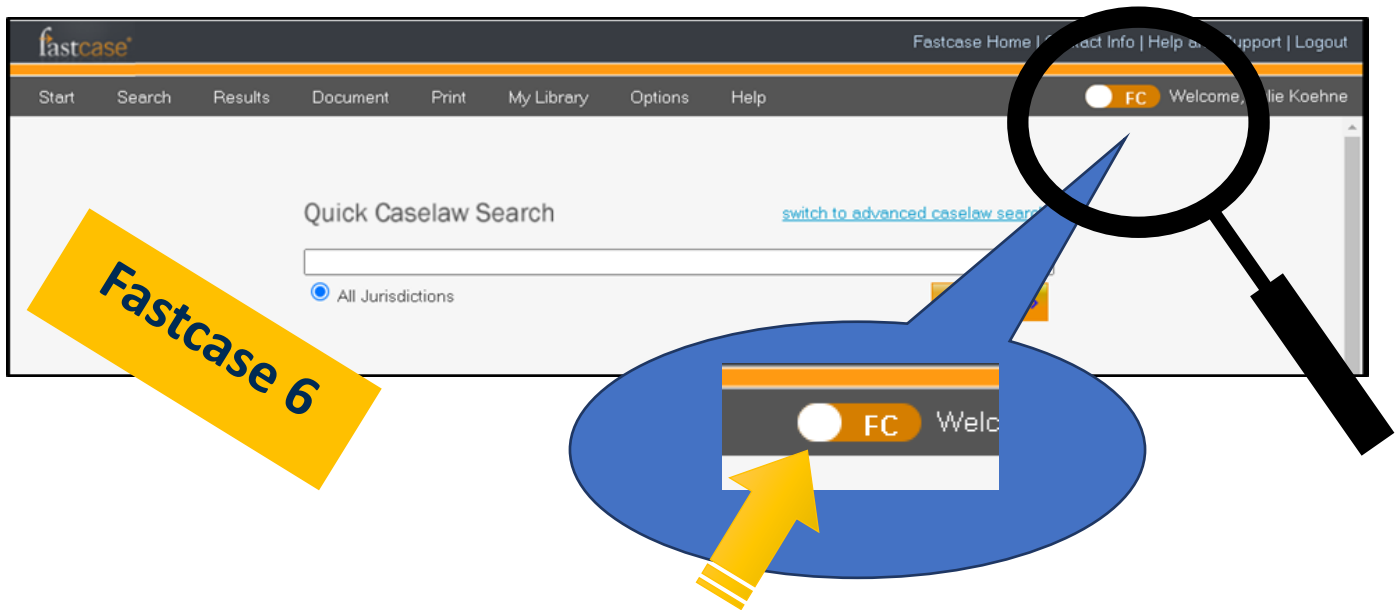 fastcase
Fastcase Home | Contact Info | Help and Support | Logout
Start Search Results Document Print My Library Options Help FC Welcome, Koehne
Quick Caselaw Search switch to advanced caselaw search
All Jurisdictions
Fastcase 6
FC Welc